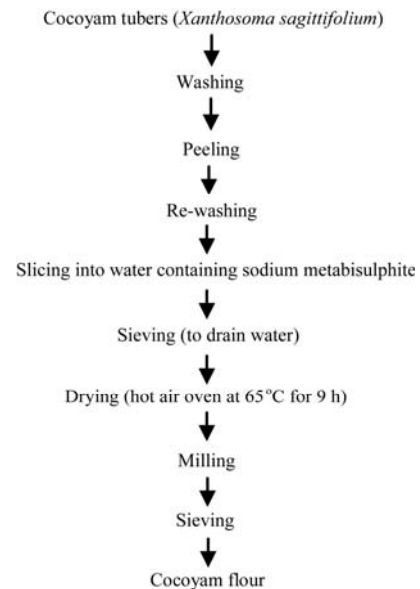 Cocoyam tubers (Xanthosoma sagittifolium)
Washing
Peeling
Re-washing
Slicing into water containing sodium metabisulphite
Sieving (to drain water)
Drying (hot air oven at 65°C for 9 h)
Milling
Sieving
Cocoyam flour